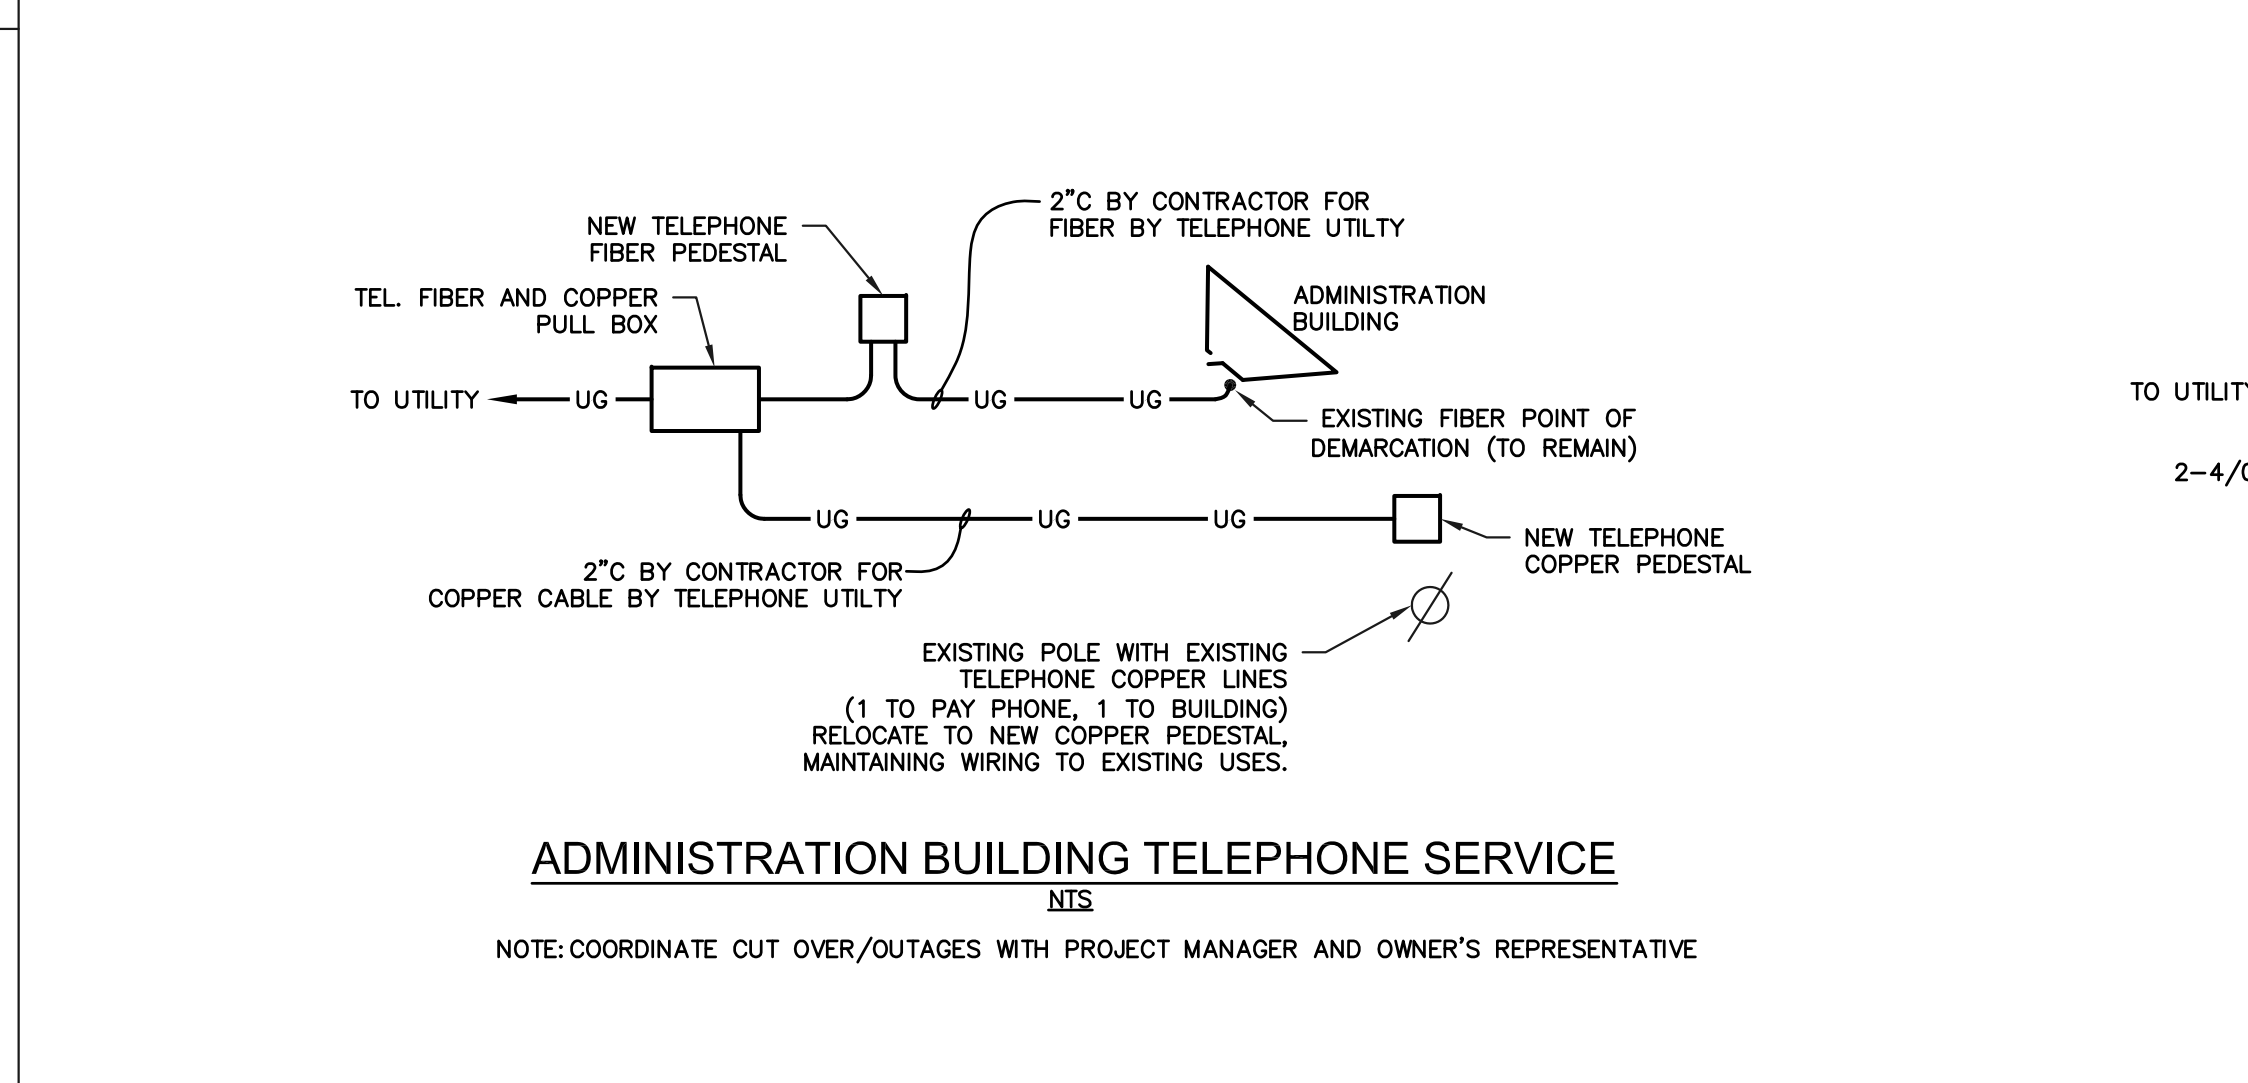 2"C BY CONTRACTOR FOR
FIBER BY TELEPHONE UTILTY
NEW TELEPHONE
FIBER PEDESTAL
TEL. FIBER AND COPPER
PULL BOX
ADMINISTRATION
BUILDING
TO UTILITY
UG
UG
UG
EXISTING FIBER POINT OF
DEMARCATION (TO REMAIN)
UG
UG
UG
NEW TELEPHONE
COPPER PEDESTAL
2"C BY CONTRACTOR FOR
COPPER CABLE BY TELEPHONE UTILTY
EXISTING POLE WITH EXISTING
TELEPHONE COPPER LINES
(1 TO PAY PHONE, 1 TO BUILDING)
RELOCATE TO NEW COPPER PEDESTAL,
MAINTAINING WIRING TO EXISTING USES.
ADMINISTRATION BUILDING TELEPHONE SERVICE
NTS
NOTE: COORDINATE CUT OVER/OUTAGES WITH PROJECT MANAGER AND OWNER'S REPRESENTATIVE
TO UTILITY